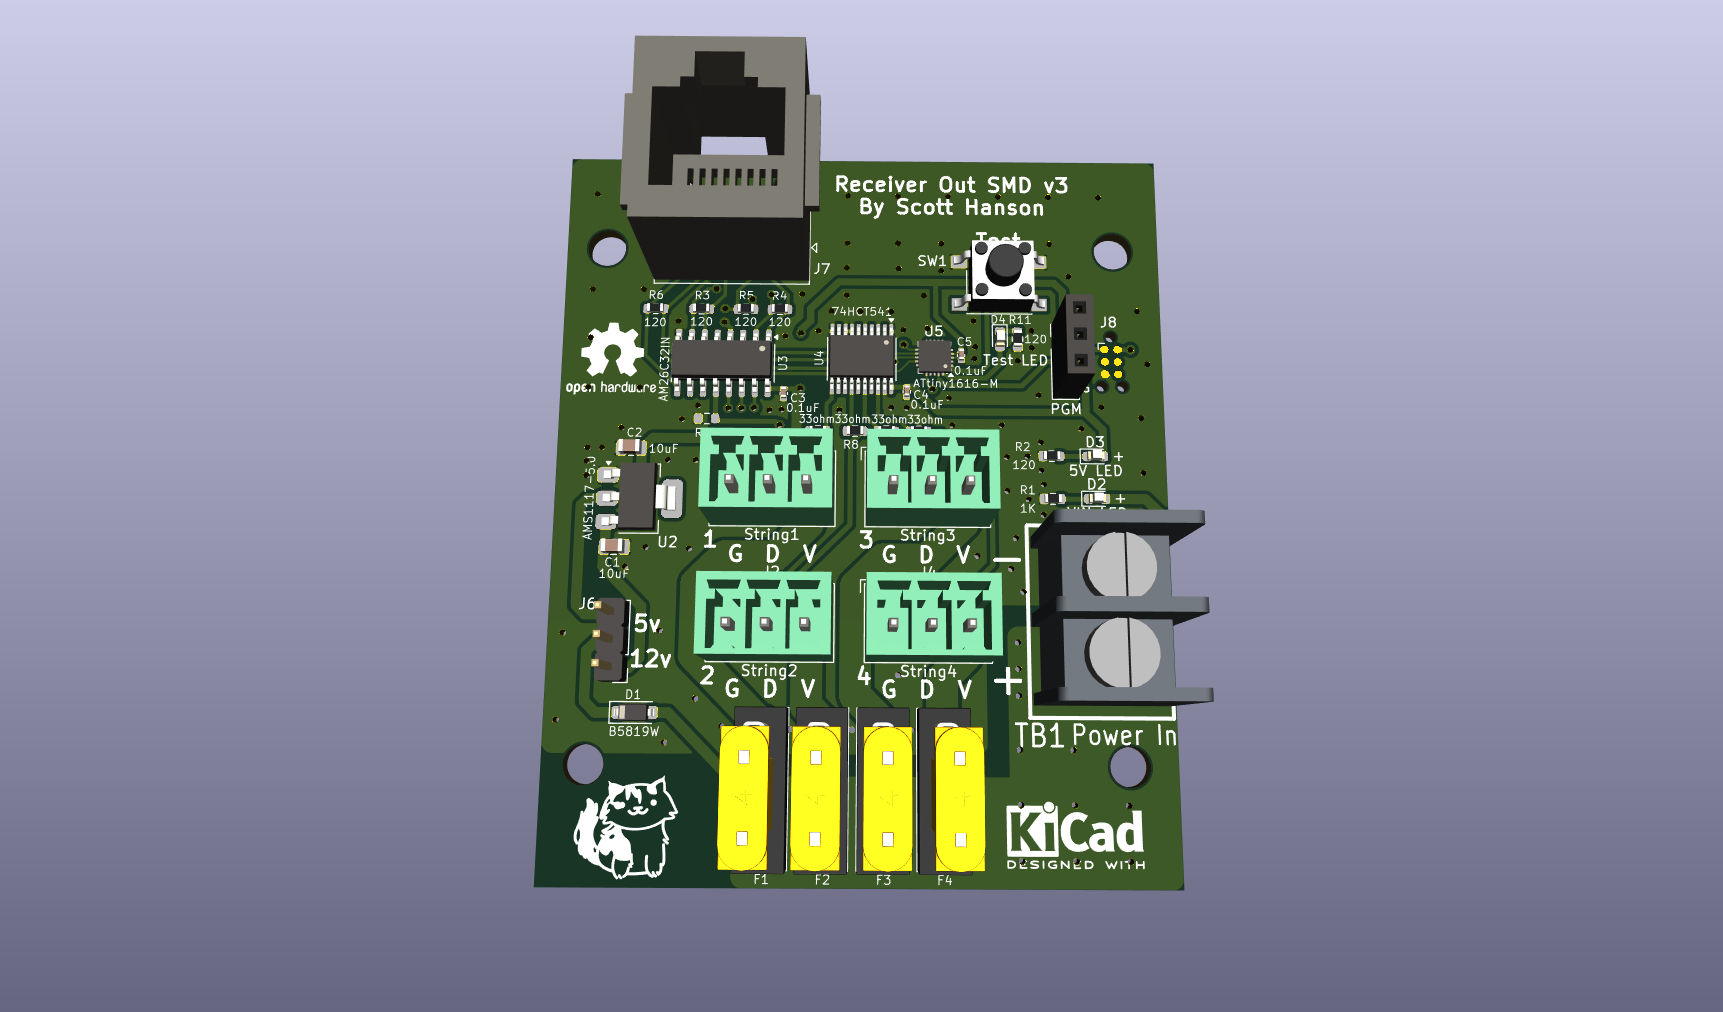 Receiver Out SMD v3
By Scott Hanson
Test
SW1
J7
R6
R3
R5
R4
120
120
120
120
74HCT541
D4
R11
120
J8
J5
C5
0.1uF
Test LED
ATtiny1616-M
AM26C32IN
U3
U4
open hardware
C3
0.1uF
C4
0.1uF
PGM
33ohm
33ohm
33ohm
33ohm
R8
C2
10uF
AMS1117-5.0
U2
C1
10uF
R2
120
D3
+
5V LED
R1
1K
D2
+
String1
1
G D V
String3
3
G D V
J6
5v
12v
String2
2
G D V
String4
4
G D V
D1
B5819W
−
+
TB1 Power In
F1
F2
F3
F4
KiCad
DESIGNED WITH